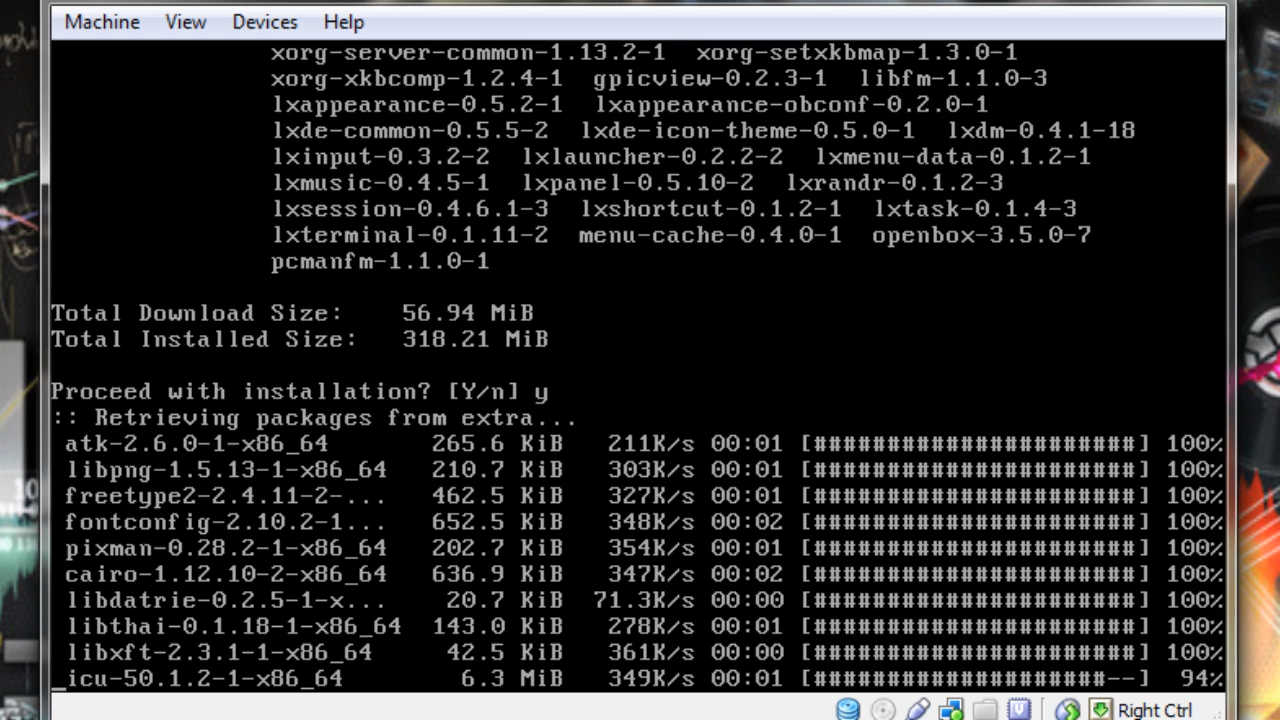 Machine View Devices Help
xorg-server-common-1.13.2-1 xorg-setxkbmap-1.3.0-1
xorg-xkbcomp-1.2.4-1 gpicview-0.2.3-1 libfm-1.1.0-3
lxappearance-0.5.2-1 lxappearance-obconf-0.2.0-1
lxde-common-0.5.5-2 lxde-icon-theme-0.5.0-1 lxdm-0.4.1-18
lxinput-0.3.2-2 lxlauncher-0.2.2-2 lxmenu-data-0.1.2-1
lxmusic-0.4.5-1 lxpanel-0.5.10-2 lxrandr-0.1.2-3
lxsession-0.4.6.1-3 lxshortcut-0.1.2-1 lxtask-0.1.4-3
lxterminal-0.1.11-2 menu-cache-0.4.0-1 openbox-3.5.0-7
pcmanfm-1.1.0-1
Total Download Size: 56.94 MiB
Total Installed Size: 318.21 MiB
Proceed with installation? [Y/n] y
:: Retrieving packages from extra...
atk-2.6.0-1-x86_64 265.6 KiB 211K/s 00:01 [######################] 100%
libpng-1.5.13-1-x86_64 210.7 KiB 303K/s 00:01 [######################] 100%
freetype2-2.4.11-2-... 462.5 KiB 327K/s 00:01 [######################] 100%
fontconfig-2.10.2-1... 652.5 KiB 348K/s 00:02 [######################] 100%
pixman-0.28.2-1-x86_64 202.7 KiB 354K/s 00:01 [######################] 100%
cairo-1.12.10-2-x86_64 636.9 KiB 347K/s 00:02 [######################] 100%
libdatrie-0.2.5-1-x... 20.7 KiB 71.3K/s 00:00 [######################] 100%
libthai-0.1.18-1-x86_64 143.0 KiB 278K/s 00:01 [######################] 100%
libxft-2.3.1-1-x86_64 42.5 KiB 361K/s 00:00 [######################] 100%
_icu-50.1.2-1-x86_64 6.3 MiB 349K/s 00:01 [####################--] 94%
Right Ctrl